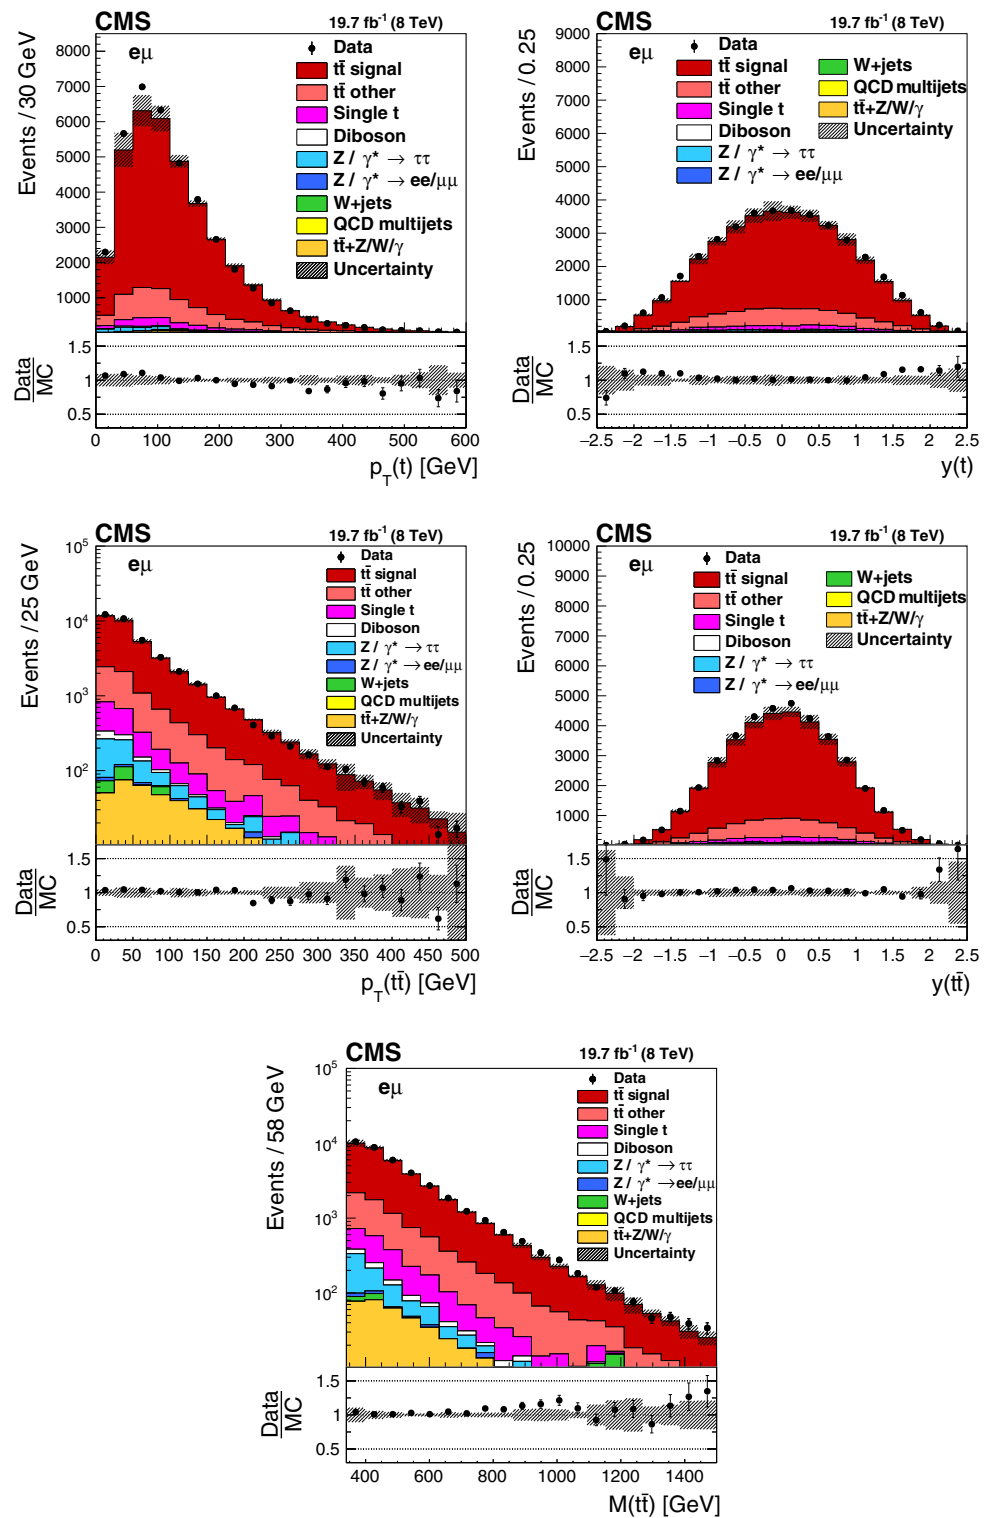 CMS 19.7 fb⁻¹ (8 TeV)
Events / 30 GeV
eμ
Data
tt̄ signal
tt̄ other
Single t
Diboson
Z / γ* → ττ
Z / γ* → ee/μμ
W+jets
QCD multijets
tt̄+Z/W/γ
Uncertainty
8000
7000
6000
5000
4000
3000
2000
1000
Data/MC
1.5
1
0.5
0 100 200 300 400 500 600
p_T(t) [GeV]
CMS 19.7 fb⁻¹ (8 TeV)
Events / 0.25
eμ
Data
tt̄ signal
tt̄ other
Single t
Diboson
Z / γ* → ττ
Z / γ* → ee/μμ
W+jets
QCD multijets
tt̄+Z/W/γ
Uncertainty
9000
8000
7000
6000
5000
4000
3000
2000
1000
0
Data/MC
1.5
1
0.5
−2.5 −2 −1.5 −1 −0.5 0 0.5 1 1.5 2 2.5
y(t)
CMS 19.7 fb⁻¹ (8 TeV)
Events / 25 GeV
eμ
Data
tt̄ signal
tt̄ other
Single t
Diboson
Z / γ* → ττ
Z / γ* → ee/μμ
W+jets
QCD multijets
tt̄+Z/W/γ
Uncertainty
10⁵
10⁴
10³
10²
Data/MC
1.5
1
0.5
0 50 100 150 200 250 300 350 400 450 500
p_T(tt̄) [GeV]
CMS 19.7 fb⁻¹ (8 TeV)
Events / 0.25
eμ
Data
tt̄ signal
tt̄ other
Single t
Diboson
Z / γ* → ττ
Z / γ* → ee/μμ
W+jets
QCD multijets
tt̄+Z/W/γ
Uncertainty
10000
9000
8000
7000
6000
5000
4000
3000
2000
1000
0
Data/MC
1.5
1
0.5
−2.5 −2 −1.5 −1 −0.5 0 0.5 1 1.5 2 2.5
y(tt̄)
CMS 19.7 fb⁻¹ (8 TeV)
Events / 58 GeV
eμ
Data
tt̄ signal
tt̄ other
Single t
Diboson
Z / γ* → ττ
Z / γ* → ee/μμ
W+jets
QCD multijets
tt̄+Z/W/γ
Uncertainty
10⁵
10⁴
10³
10²
Data/MC
1.5
1
0.5
400 600 800 1000 1200 1400
M(tt̄) [GeV]